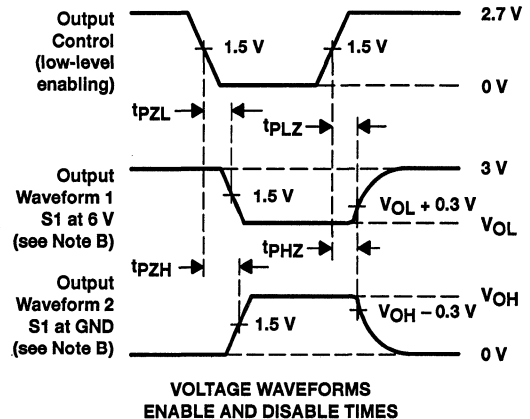 Output
Control
(low-level
enabling)
1.5 V
1.5 V
2.7 V
0 V
tPZL
tPLZ
Output
Waveform 1
S1 at 6 V
(see Note B)
1.5 V
3 V
VOL + 0.3 V
VOL
tPZH
tPHZ
Output
Waveform 2
S1 at GND
(see Note B)
1.5 V
VOH
VOH – 0.3 V
0 V
VOLTAGE WAVEFORMS
ENABLE AND DISABLE TIMES